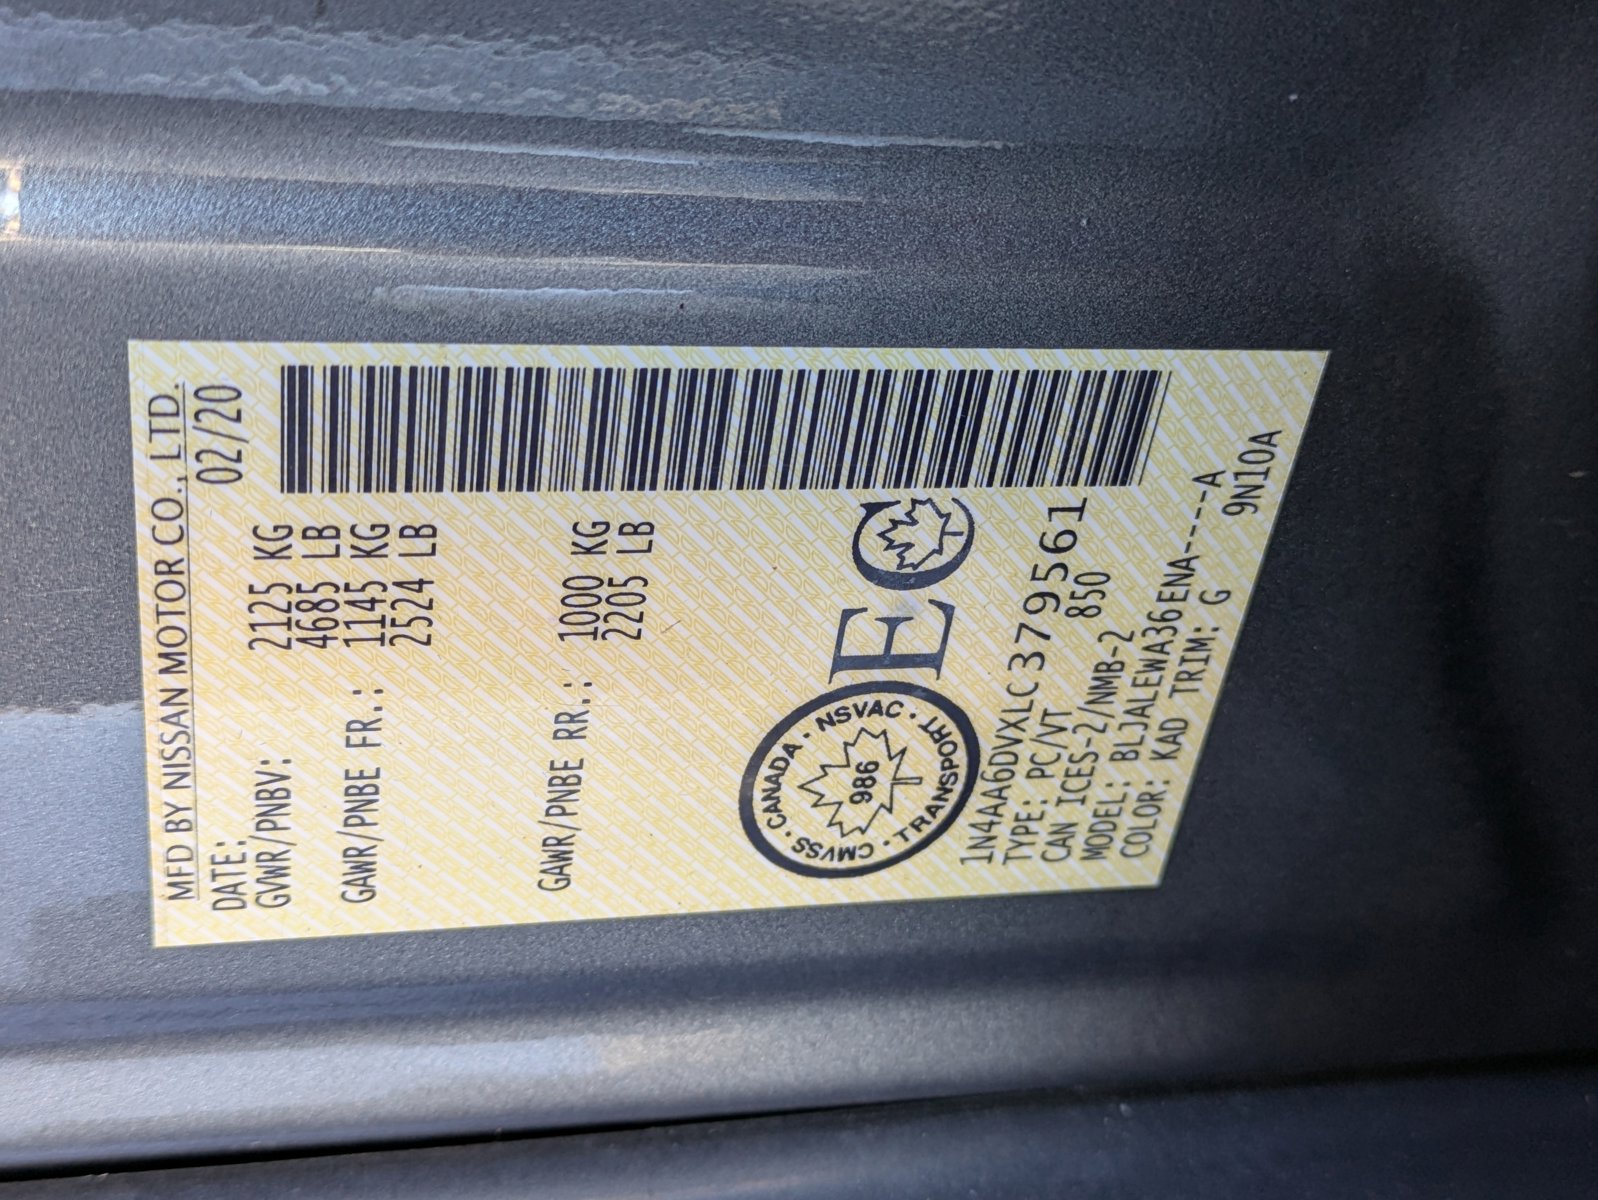 MFD BY NISSAN MOTOR CO., LTD.
DATE: 02/20
GVWR/PNBV: 2125 KG
4685 LB
GAWR/PNBE FR.: 1145 KG
2524 LB
GAWR/PNBE RR.: 1000 KG
2205 LB
CANADA · NSVAC · TRANSPORT · CMVSS ·
986
EC
1N4AA6DVXLC379561
TYPE: PC/VT 850
CAN ICES-2/NMB-2
MODEL: BLJALEWA36ENA-----A
COLOR: KAD TRIM: G 9N10A